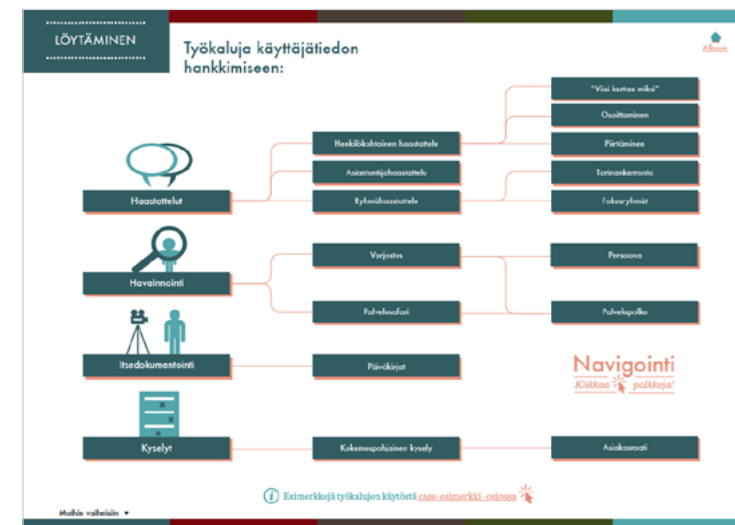 LÖYTÄMINEN
Työkaluja käyttäjätiedon
hankkimiseen:
Alkuun
"Viisi kertaa miksi"
Osoittaminen
Henkilökohtainen haastattelu
Piirtäminen
Asiantuntijahaastattelu
Tarinankerronta
Haastattelut
Ryhmähaastattelu
Fokusryhmät
Varjostus
Persoona
Havainnointi
Palvelusafari
Palvelupolku
Itsedokumentointi
Päiväkirjat
Navigointi
Klikkaa palkkeja!
Kyselyt
Kokemuspohjainen kysely
Asiakasraati
i Esimerkkejä työkalujen käytöstä case-esimerkki -osiossa
Muihin vaiheisiin ▼